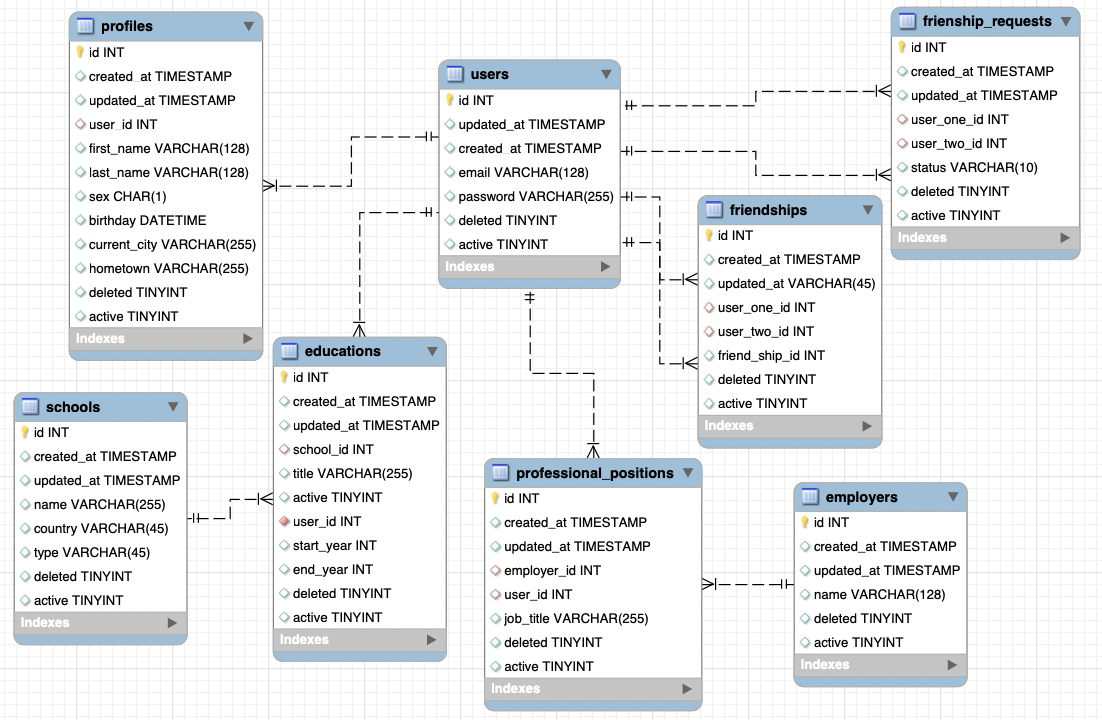 profiles
id INT
created_at TIMESTAMP
updated_at TIMESTAMP
user_id INT
first_name VARCHAR(128)
last_name VARCHAR(128)
sex CHAR(1)
birthday DATETIME
current_city VARCHAR(255)
hometown VARCHAR(255)
deleted TINYINT
active TINYINT
Indexes
users
id INT
updated_at TIMESTAMP
created_at TIMESTAMP
email VARCHAR(128)
password VARCHAR(255)
deleted TINYINT
active TINYINT
Indexes
frienship_requests
id INT
created_at TIMESTAMP
updated_at TIMESTAMP
user_one_id INT
user_two_id INT
status VARCHAR(10)
deleted TINYINT
active TINYINT
Indexes
friendships
id INT
created_at TIMESTAMP
updated_at VARCHAR(45)
user_one_id INT
user_two_id INT
friend_ship_id INT
deleted TINYINT
active TINYINT
Indexes
schools
id INT
created_at TIMESTAMP
updated_at TIMESTAMP
name VARCHAR(255)
country VARCHAR(45)
type VARCHAR(45)
deleted TINYINT
active TINYINT
Indexes
educations
id INT
created_at TIMESTAMP
updated_at TIMESTAMP
school_id INT
title VARCHAR(255)
active TINYINT
user_id INT
start_year INT
end_year INT
deleted TINYINT
active TINYINT
Indexes
professional_positions
id INT
created_at TIMESTAMP
updated_at TIMESTAMP
employer_id INT
user_id INT
job_title VARCHAR(255)
deleted TINYINT
active TINYINT
Indexes
employers
id INT
created_at TIMESTAMP
updated_at TIMESTAMP
name VARCHAR(128)
deleted TINYINT
active TINYINT
Indexes